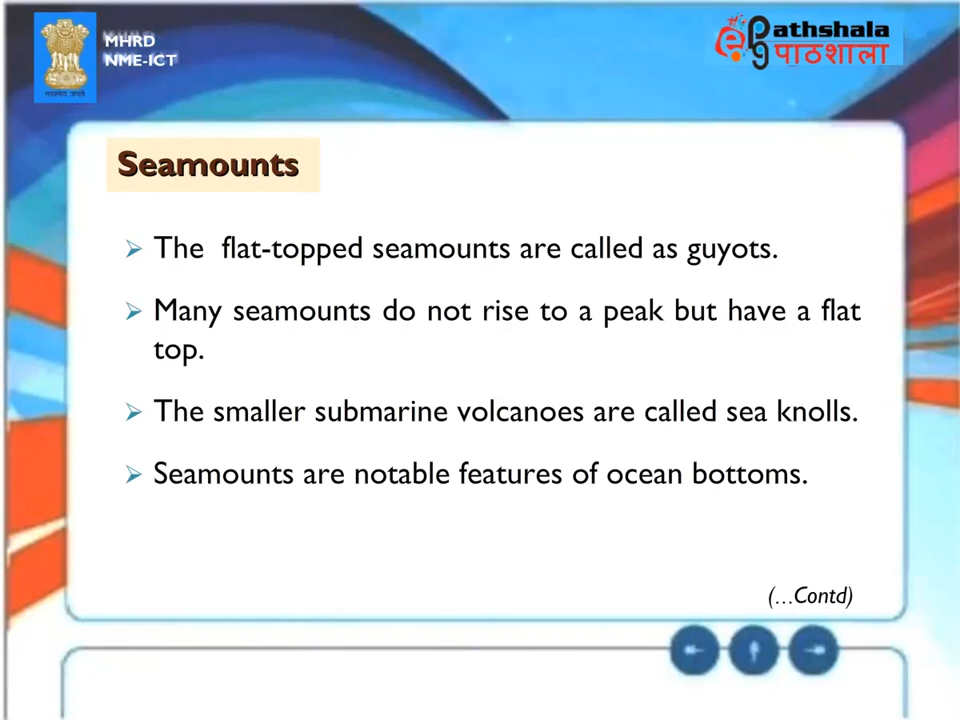 MHRD
NME-ICT
ePG Pathshala
पाठशाला
Seamounts
The flat-topped seamounts are called as guyots.
Many seamounts do not rise to a peak but have a flat
top.
The smaller submarine volcanoes are called sea knolls.
Seamounts are notable features of ocean bottoms.
(...Contd)